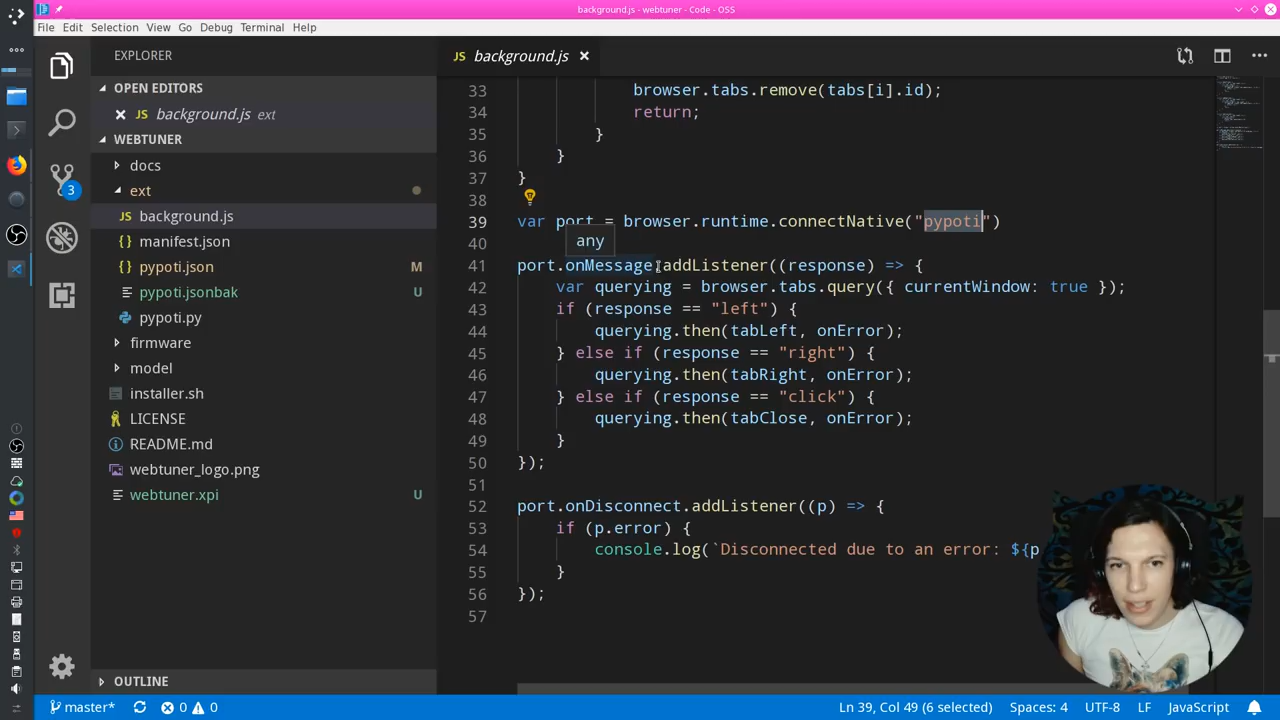 background.js - webtuner - Code - OSS
File Edit Selection View Go Debug Terminal Help
EXPLORER
OPEN EDITORS
background.js ext
WEBTUNER
docs
ext
JS background.js
manifest.json
pypoti.json M
pypoti.jsonbak U
pypoti.py
firmware
model
installer.sh
LICENSE
README.md
webtuner_logo.png
webtuner.xpi U
OUTLINE
3
JS background.js
33 browser.tabs.remove(tabs[i].id);
34 return;
35 }
36 }
37 }
38
39 var port = browser.runtime.connectNative("pypoti")
40
any
41 port.onMessage.addListener((response) => {
42 var querying = browser.tabs.query({ currentWindow: true });
43 if (response == "left") {
44 querying.then(tabLeft, onError);
45 } else if (response == "right") {
46 querying.then(tabRight, onError);
47 } else if (response == "click") {
48 querying.then(tabClose, onError);
49 }
50 });
51
52 port.onDisconnect.addListener((p) => {
53 if (p.error) {
54 console.log(`Disconnected due to an error: ${p
55 }
56 });
57
master* 0 0 Ln 39, Col 49 (6 selected) Spaces: 4 UTF-8 LF JavaScript